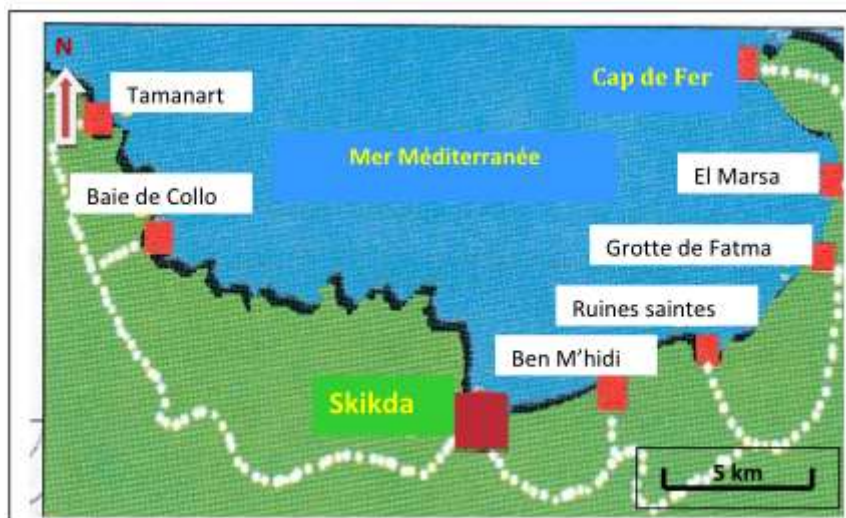 N
Cap de Fer
Tamanart
Mer Méditerranée
El Marsa
Baie de Collo
Grotte de Fatma
Ruines saintes
Ben M'hidi
Skikda
5 km